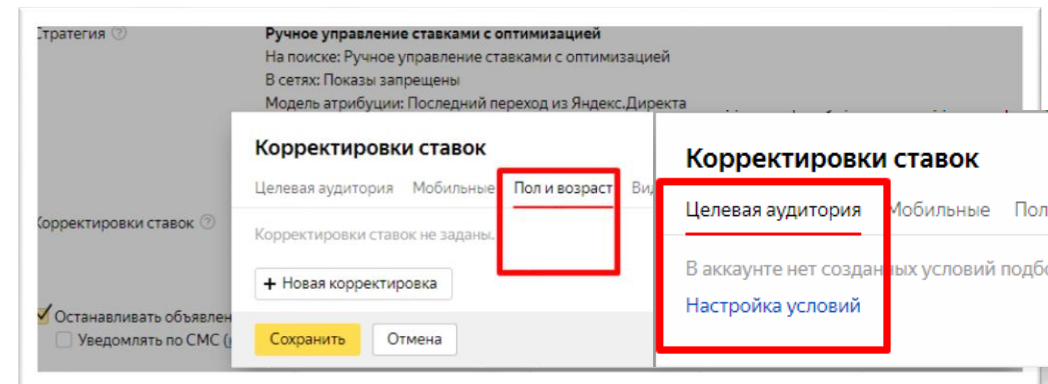 Стратегия
Ручное управление ставками с оптимизацией
На поиске: Ручное управление ставками с оптимизацией
В сетях: Показы запрещены
Модель атрибуции: Последний переход из Яндекс.Директа
Корректировки ставок
Целевая аудитория Мобильные Пол и возраст
Корректировки ставок не заданы.
+ Новая корректировка
Сохранить Отмена
Корректировки ставок
Целевая аудитория Мобильные Пол
В аккаунте нет созданных условий подбо
Настройка условий
Корректировки ставок
Останавливать объявлен
Уведомлять по СМС (